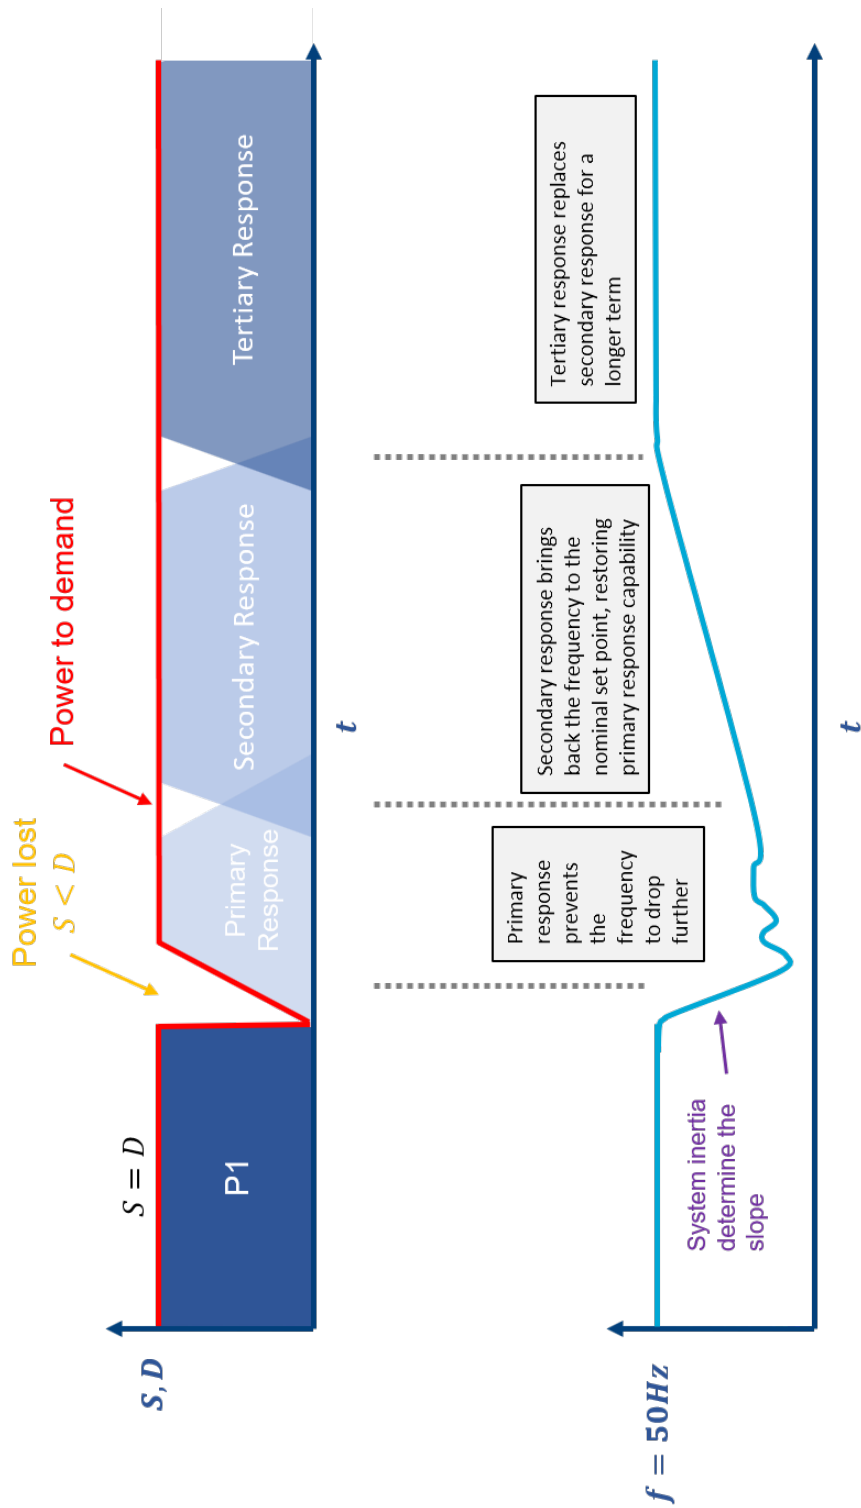 Power lost
S < D
Power to demand
S = D
S, D
P1
Primary
Response
Secondary Response
Tertiary Response
t
Primary
response
prevents
the
frequency
to drop
further
Secondary response brings
back the frequency to the
nominal set point, restoring
primary response capability
Tertiary response replaces
secondary response for a
longer term
f = 50Hz
System inertia
determine the
slope
t